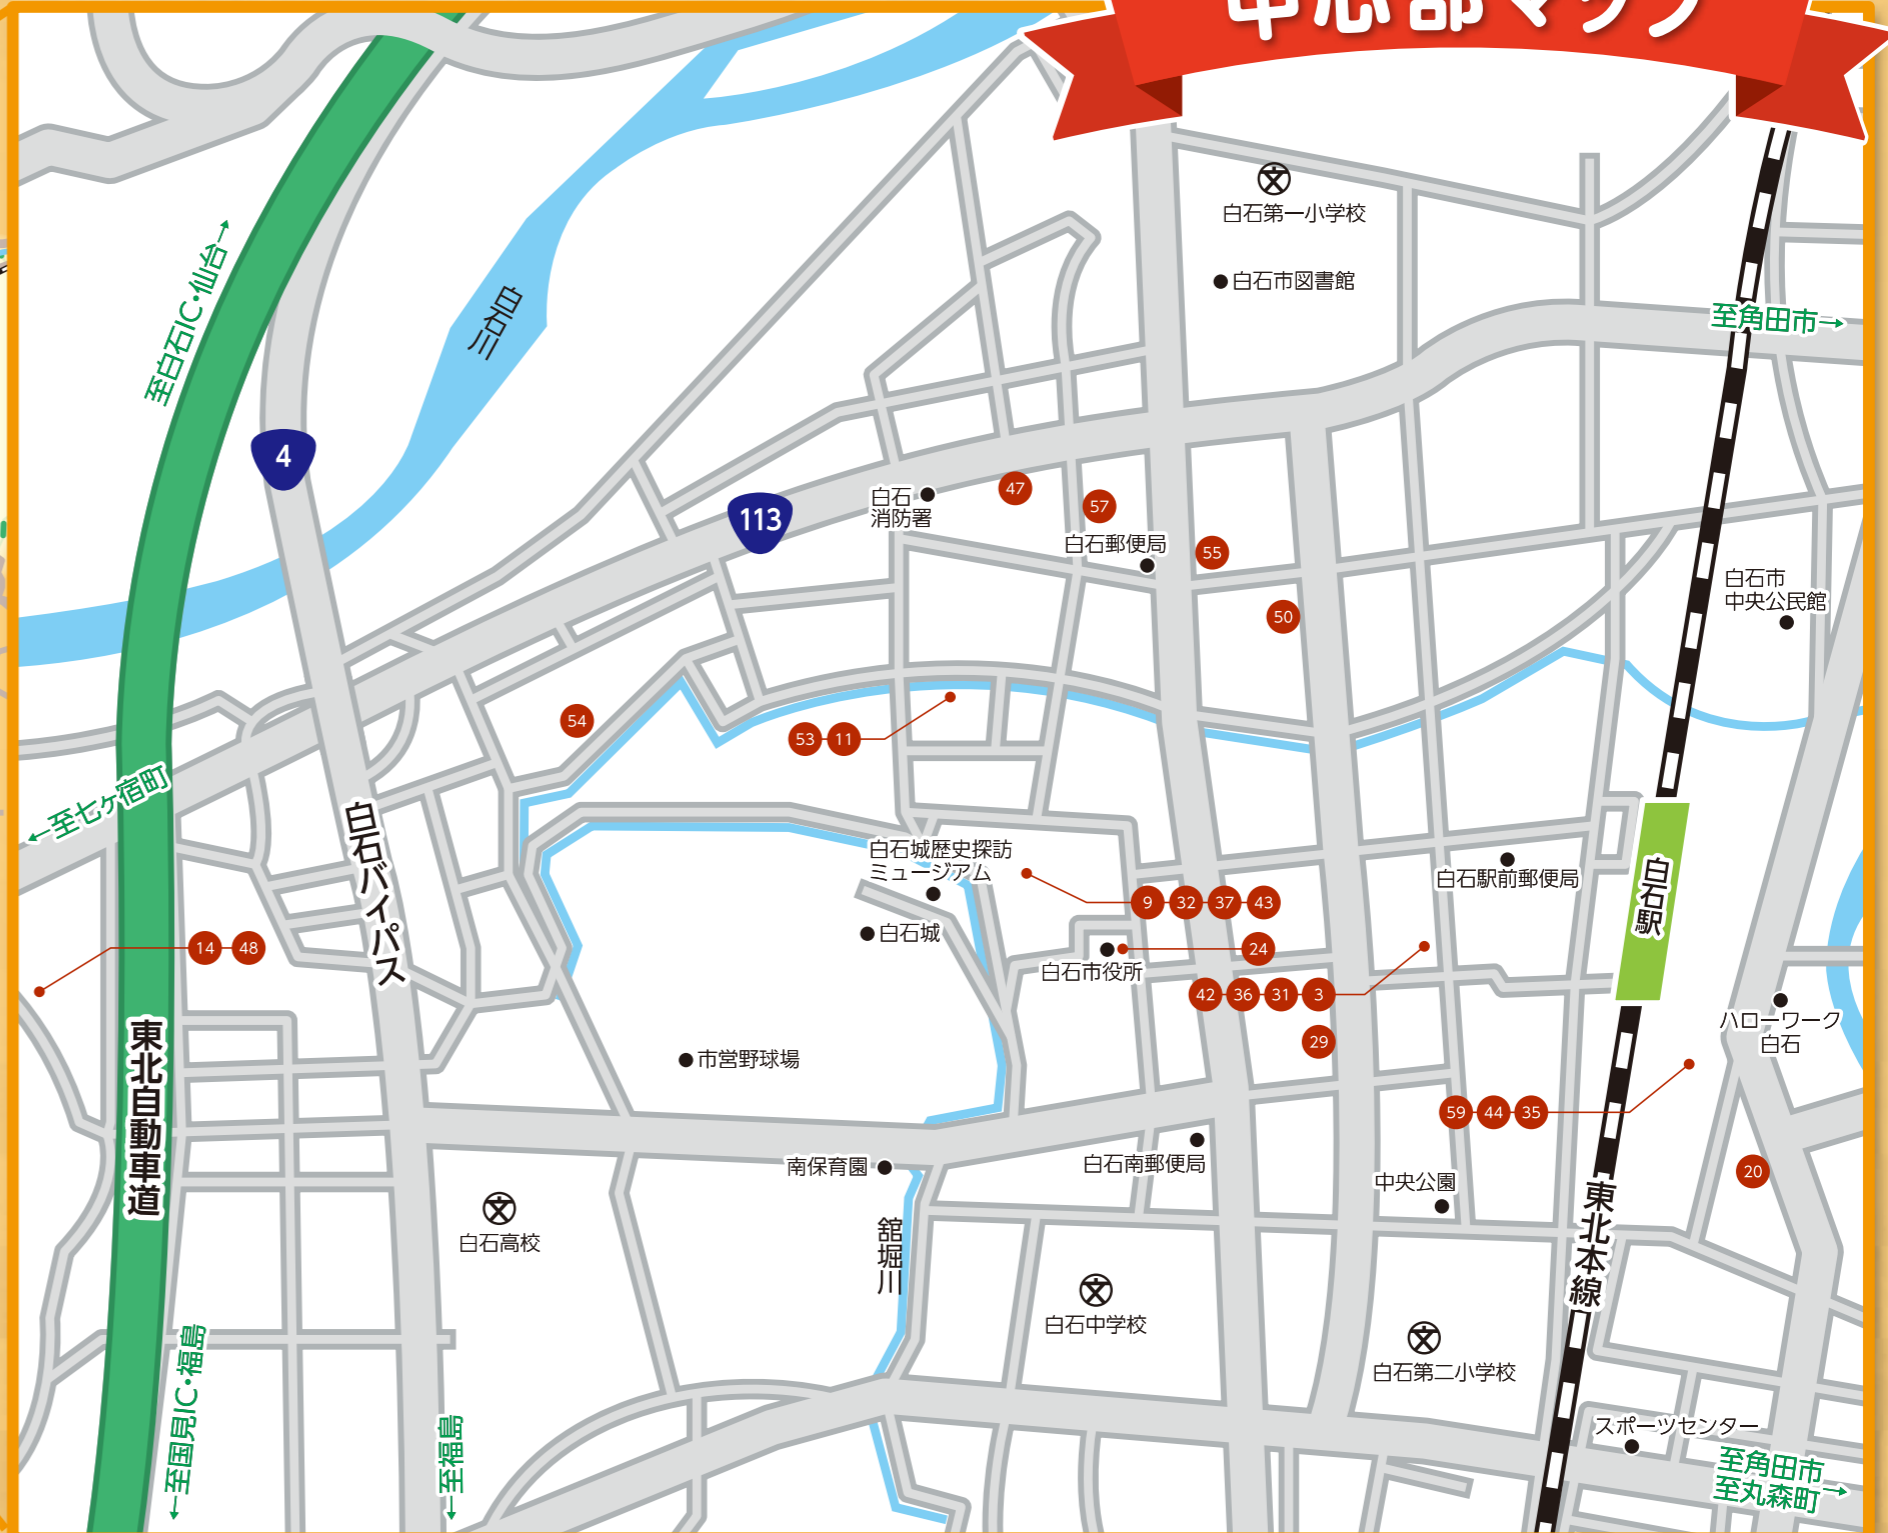 中心部マップ
白石第一小学校
白石市図書館
至角田市→
至白石IC・仙台→
白石川
4
113
白石
消防署
47
57
白石郵便局
55
50
白石市
中央公民館
54
53
11
←至七ヶ宿町
白石バイパス
白石城歴史探訪
ミュージアム
白石駅前郵便局
白石駅
9
32
37
43
白石城
24
白石市役所
14
48
42
36
31
3
29
ハローワーク
白石
東北自動車道
市営野球場
59
44
35
南保育園
白石南郵便局
中央公園
20
東北本線
白石高校
舘堀川
白石中学校
白石第二小学校
←至国見IC・福島
←至福島
スポーツセンター
至角田市
至丸森町→